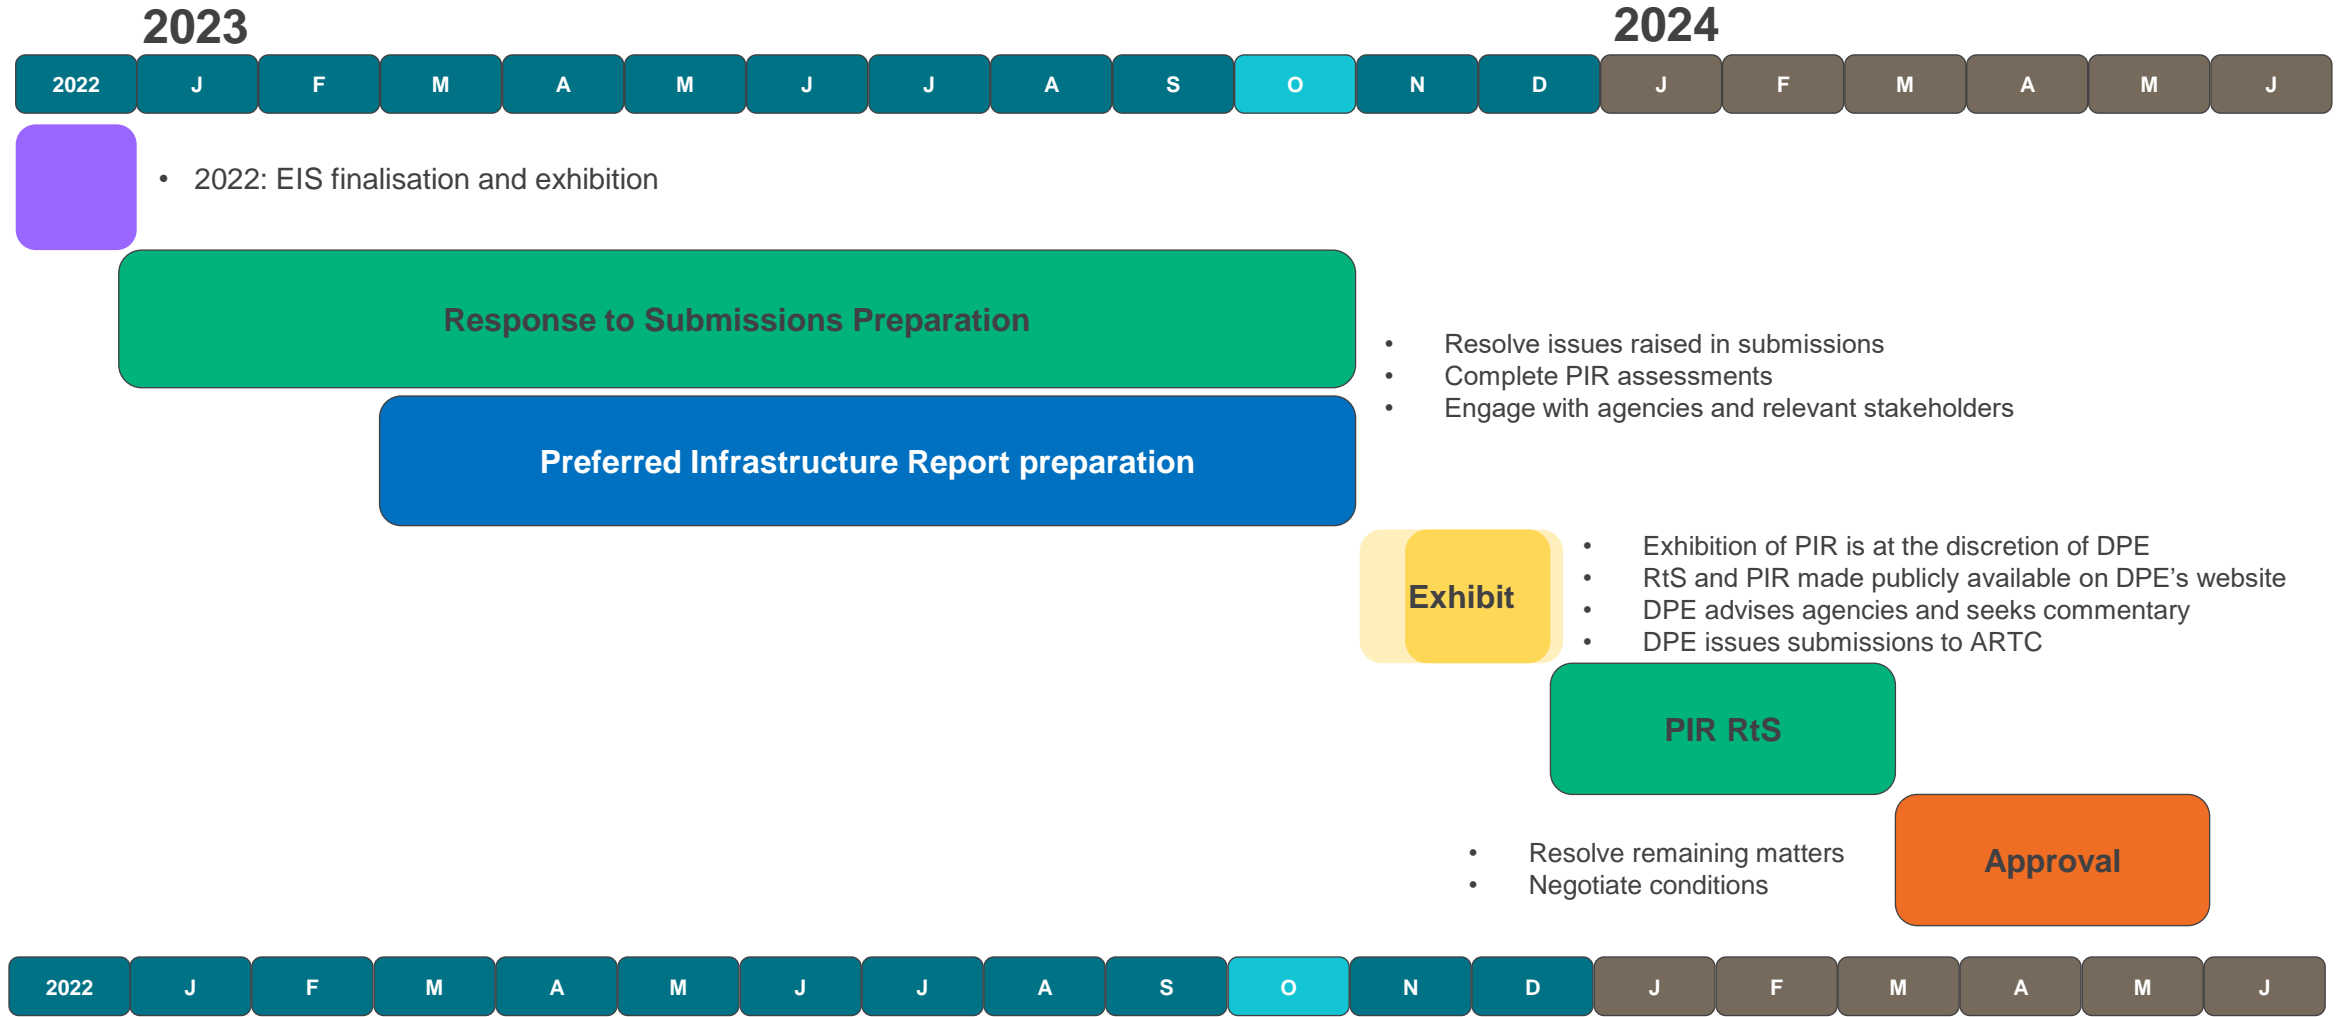 2023 2024
2022 J F M A M J J A S O N D J F M A M J
• 2022: EIS finalisation and exhibition
Response to Submissions Preparation
• Resolve issues raised in submissions
• Complete PIR assessments
• Engage with agencies and relevant stakeholders
Preferred Infrastructure Report preparation
Exhibit
• Exhibition of PIR is at the discretion of DPE
• RtS and PIR made publicly available on DPE’s website
• DPE advises agencies and seeks commentary
• DPE issues submissions to ARTC
PIR RtS
• Resolve remaining matters
• Negotiate conditions
Approval
2022 J F M A M J J A S O N D J F M A M J